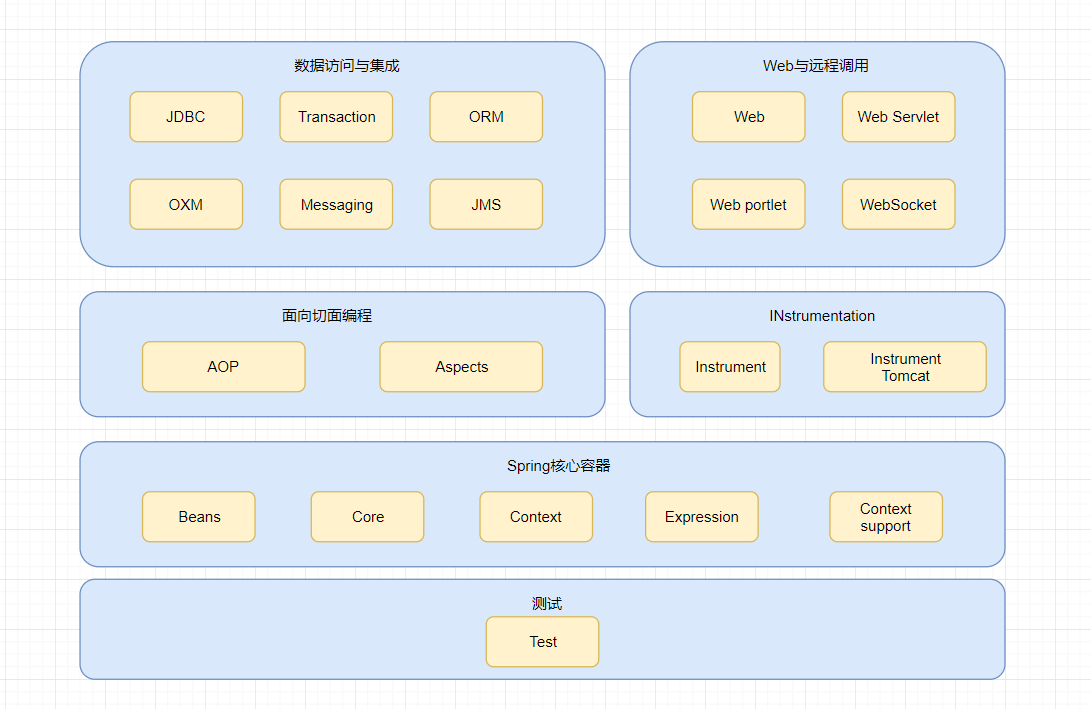 数据访问与集成
JDBC
Transaction
ORM
OXM
Messaging
JMS
Web与远程调用
Web
Web Servlet
Web portlet
WebSocket
面向切面编程
AOP
Aspects
INstrumentation
Instrument
Instrument
Tomcat
Spring核心容器
Beans
Core
Context
Expression
Context
support
测试
Test